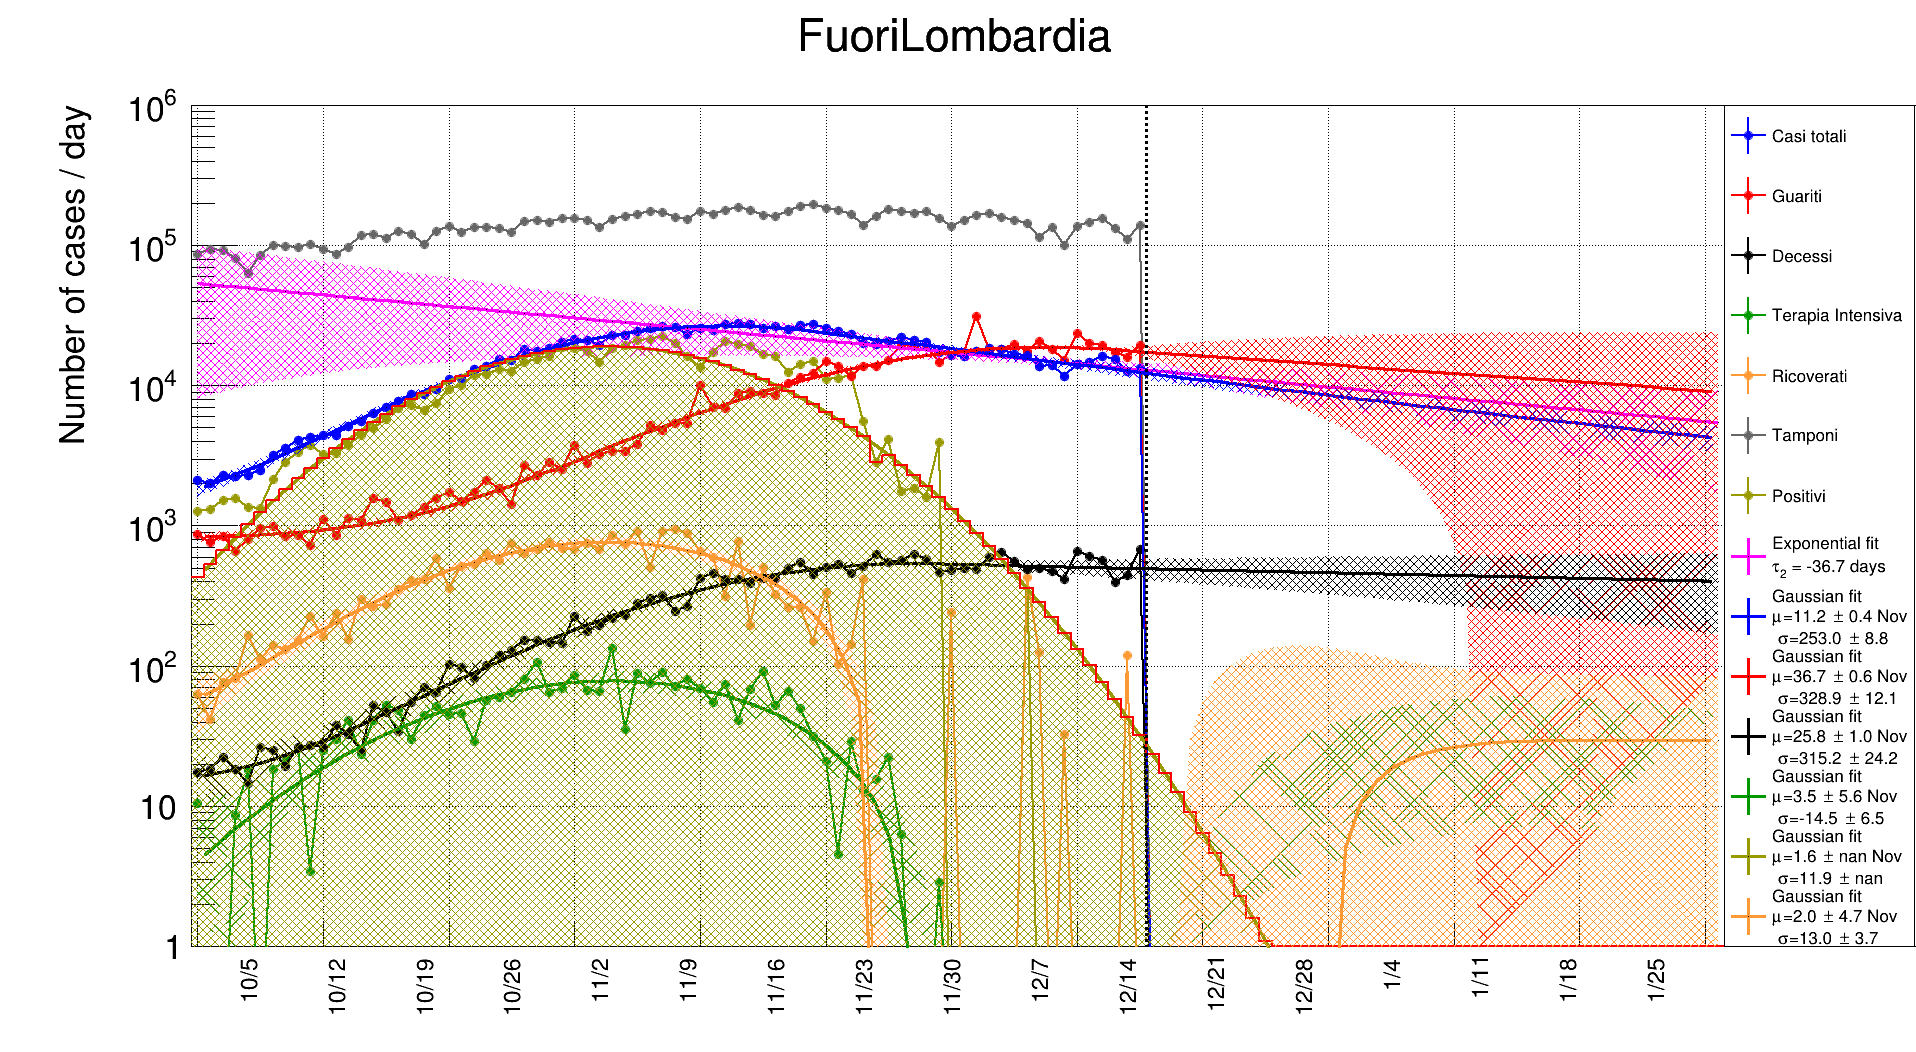 FuoriLombardia
Number of cases / day
10^6
10^5
10^4
10^3
10^2
10
1
10/5 10/12 10/19 10/26 11/2 11/9 11/16 11/23 11/30 12/7 12/14 12/21 12/28 1/4 1/11 1/18 1/25
Casi totali
Guariti
Decessi
Terapia Intensiva
Ricoverati
Tamponi
Positivi
Exponential fit
τ₂ = -36.7 days
Gaussian fit
μ=11.2 ± 0.4 Nov
σ=253.0 ± 8.8
Gaussian fit
μ=36.7 ± 0.6 Nov
σ=328.9 ± 12.1
Gaussian fit
μ=25.8 ± 1.0 Nov
σ=315.2 ± 24.2
Gaussian fit
μ=3.5 ± 5.6 Nov
σ=-14.5 ± 6.5
Gaussian fit
μ=1.6 ± nan Nov
σ=11.9 ± nan
Gaussian fit
μ=2.0 ± 4.7 Nov
σ=13.0 ± 3.7